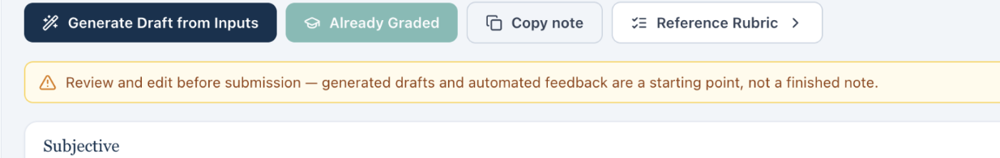 Generate Draft from Inputs Already Graded Copy note Reference Rubric
Review and edit before submission — generated drafts and automated feedback are a starting point, not a finished note.
Subjective